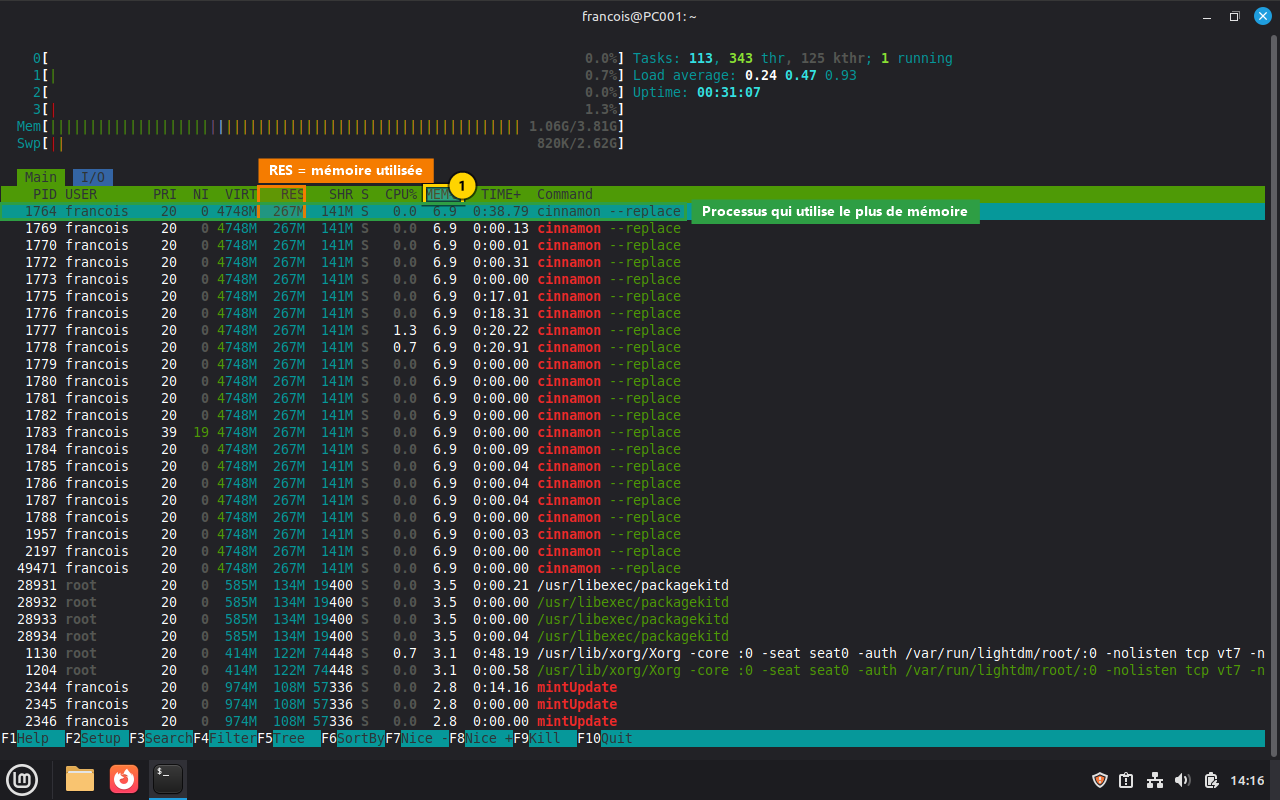 francois@PC001: ~
0[ 0.0%] Tasks: 113, 343 thr, 125 kthr; 1 running
1[| 0.7%] Load average: 0.24 0.47 0.93
2[ 0.0%] Uptime: 00:31:07
3[| 1.3%]
Mem[|||||||||||||||||||||||||||||||||||||||||||||||||||||||||||| 1.06G/3.81G]
Swp[|| 820K/2.62G]
RES = mémoire utilisée
Main I/O
1
PID USER PRI NI VIRT RES SHR S CPU% MEM% TIME+ Command
1764 francois 20 0 4748M 267M 141M S 0.0 6.9 0:38.79 cinnamon --replace Processus qui utilise le plus de mémoire
1769 francois 20 0 4748M 267M 141M S 0.0 6.9 0:00.13 cinnamon --replace
1770 francois 20 0 4748M 267M 141M S 0.0 6.9 0:00.01 cinnamon --replace
1772 francois 20 0 4748M 267M 141M S 0.0 6.9 0:00.31 cinnamon --replace
1773 francois 20 0 4748M 267M 141M S 0.0 6.9 0:00.00 cinnamon --replace
1775 francois 20 0 4748M 267M 141M S 0.0 6.9 0:17.01 cinnamon --replace
1776 francois 20 0 4748M 267M 141M S 0.0 6.9 0:18.31 cinnamon --replace
1777 francois 20 0 4748M 267M 141M S 1.3 6.9 0:20.22 cinnamon --replace
1778 francois 20 0 4748M 267M 141M S 0.7 6.9 0:20.91 cinnamon --replace
1779 francois 20 0 4748M 267M 141M S 0.0 6.9 0:00.00 cinnamon --replace
1780 francois 20 0 4748M 267M 141M S 0.0 6.9 0:00.00 cinnamon --replace
1781 francois 20 0 4748M 267M 141M S 0.0 6.9 0:00.00 cinnamon --replace
1782 francois 20 0 4748M 267M 141M S 0.0 6.9 0:00.00 cinnamon --replace
1783 francois 39 19 4748M 267M 141M S 0.0 6.9 0:00.00 cinnamon --replace
1784 francois 20 0 4748M 267M 141M S 0.0 6.9 0:00.09 cinnamon --replace
1785 francois 20 0 4748M 267M 141M S 0.0 6.9 0:00.04 cinnamon --replace
1786 francois 20 0 4748M 267M 141M S 0.0 6.9 0:00.04 cinnamon --replace
1787 francois 20 0 4748M 267M 141M S 0.0 6.9 0:00.04 cinnamon --replace
1788 francois 20 0 4748M 267M 141M S 0.0 6.9 0:00.00 cinnamon --replace
1957 francois 20 0 4748M 267M 141M S 0.0 6.9 0:00.03 cinnamon --replace
2197 francois 20 0 4748M 267M 141M S 0.0 6.9 0:00.00 cinnamon --replace
49471 francois 20 0 4748M 267M 141M S 0.0 6.9 0:00.00 cinnamon --replace
28931 root 20 0 585M 134M 19400 S 0.0 3.5 0:00.21 /usr/libexec/packagekitd
28932 root 20 0 585M 134M 19400 S 0.0 3.5 0:00.00 /usr/libexec/packagekitd
28933 root 20 0 585M 134M 19400 S 0.0 3.5 0:00.00 /usr/libexec/packagekitd
28934 root 20 0 585M 134M 19400 S 0.0 3.5 0:00.04 /usr/libexec/packagekitd
1130 root 20 0 414M 122M 74448 S 0.7 3.1 0:48.19 /usr/lib/xorg/Xorg -core :0 -seat seat0 -auth /var/run/lightdm/root/:0 -nolisten tcp vt7 -n
1204 root 20 0 414M 122M 74448 S 0.0 3.1 0:00.58 /usr/lib/xorg/Xorg -core :0 -seat seat0 -auth /var/run/lightdm/root/:0 -nolisten tcp vt7 -n
2344 francois 20 0 974M 108M 57336 S 0.0 2.8 0:14.16 mintUpdate
2345 francois 20 0 974M 108M 57336 S 0.0 2.8 0:00.00 mintUpdate
2346 francois 20 0 974M 108M 57336 S 0.0 2.8 0:00.00 mintUpdate
F1Help F2Setup F3SearchF4FilterF5Tree F6SortByF7Nice -F8Nice +F9Kill F10Quit
14:16